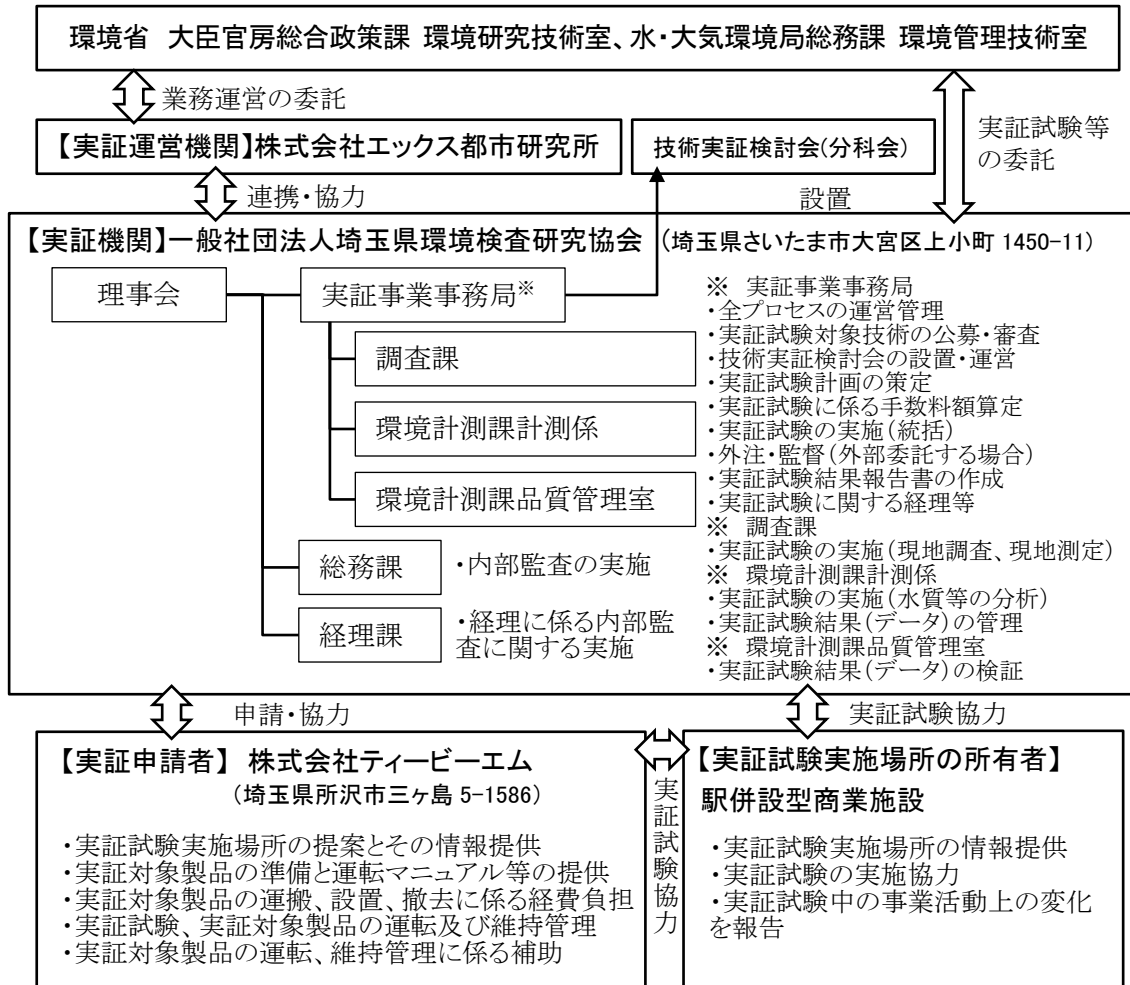 環境省 大臣官房総合政策課 環境研究技術室、水・大気環境局総務課 環境管理技術室
業務運営の委託
【実証運営機関】株式会社エックス都市研究所
技術実証検討会(分科会)
実証試験等
の委託
連携・協力
設置
【実証機関】一般社団法人埼玉県環境検査研究協会 (埼玉県さいたま市大宮区上小町 1450-11)
理事会
実証事業事務局※
調査課
環境計測課計測係
環境計測課品質管理室
総務課
・内部監査の実施
経理課
・経理に係る内部監
査に関する実施
※ 実証事業事務局
・全プロセスの運営管理
・実証試験対象技術の公募・審査
・技術実証検討会の設置・運営
・実証試験計画の策定
・実証試験に係る手数料額算定
・実証試験の実施(統括)
・外注・監督(外部委託する場合)
・実証試験結果報告書の作成
・実証試験に関する経理等
※ 調査課
・実証試験の実施(現地調査、現地測定)
※ 環境計測課計測係
・実証試験の実施(水質等の分析)
・実証試験結果(データ)の管理
※ 環境計測課品質管理室
・実証試験結果(データ)の検証
申請・協力
実証試験協力
【実証申請者】 株式会社ティービーエム
(埼玉県所沢市三ヶ島 5-1586)
・実証試験実施場所の提案とその情報提供
・実証対象製品の準備と運転マニュアル等の提供
・実証対象製品の運搬、設置、撤去に係る経費負担
・実証試験、実証対象製品の運転及び維持管理
・実証対象製品の運転、維持管理に係る補助
実証試験協力
【実証試験実施場所の所有者】
駅併設型商業施設
・実証試験実施場所の情報提供
・実証試験の実施協力
・実証試験中の事業活動上の変化
を報告